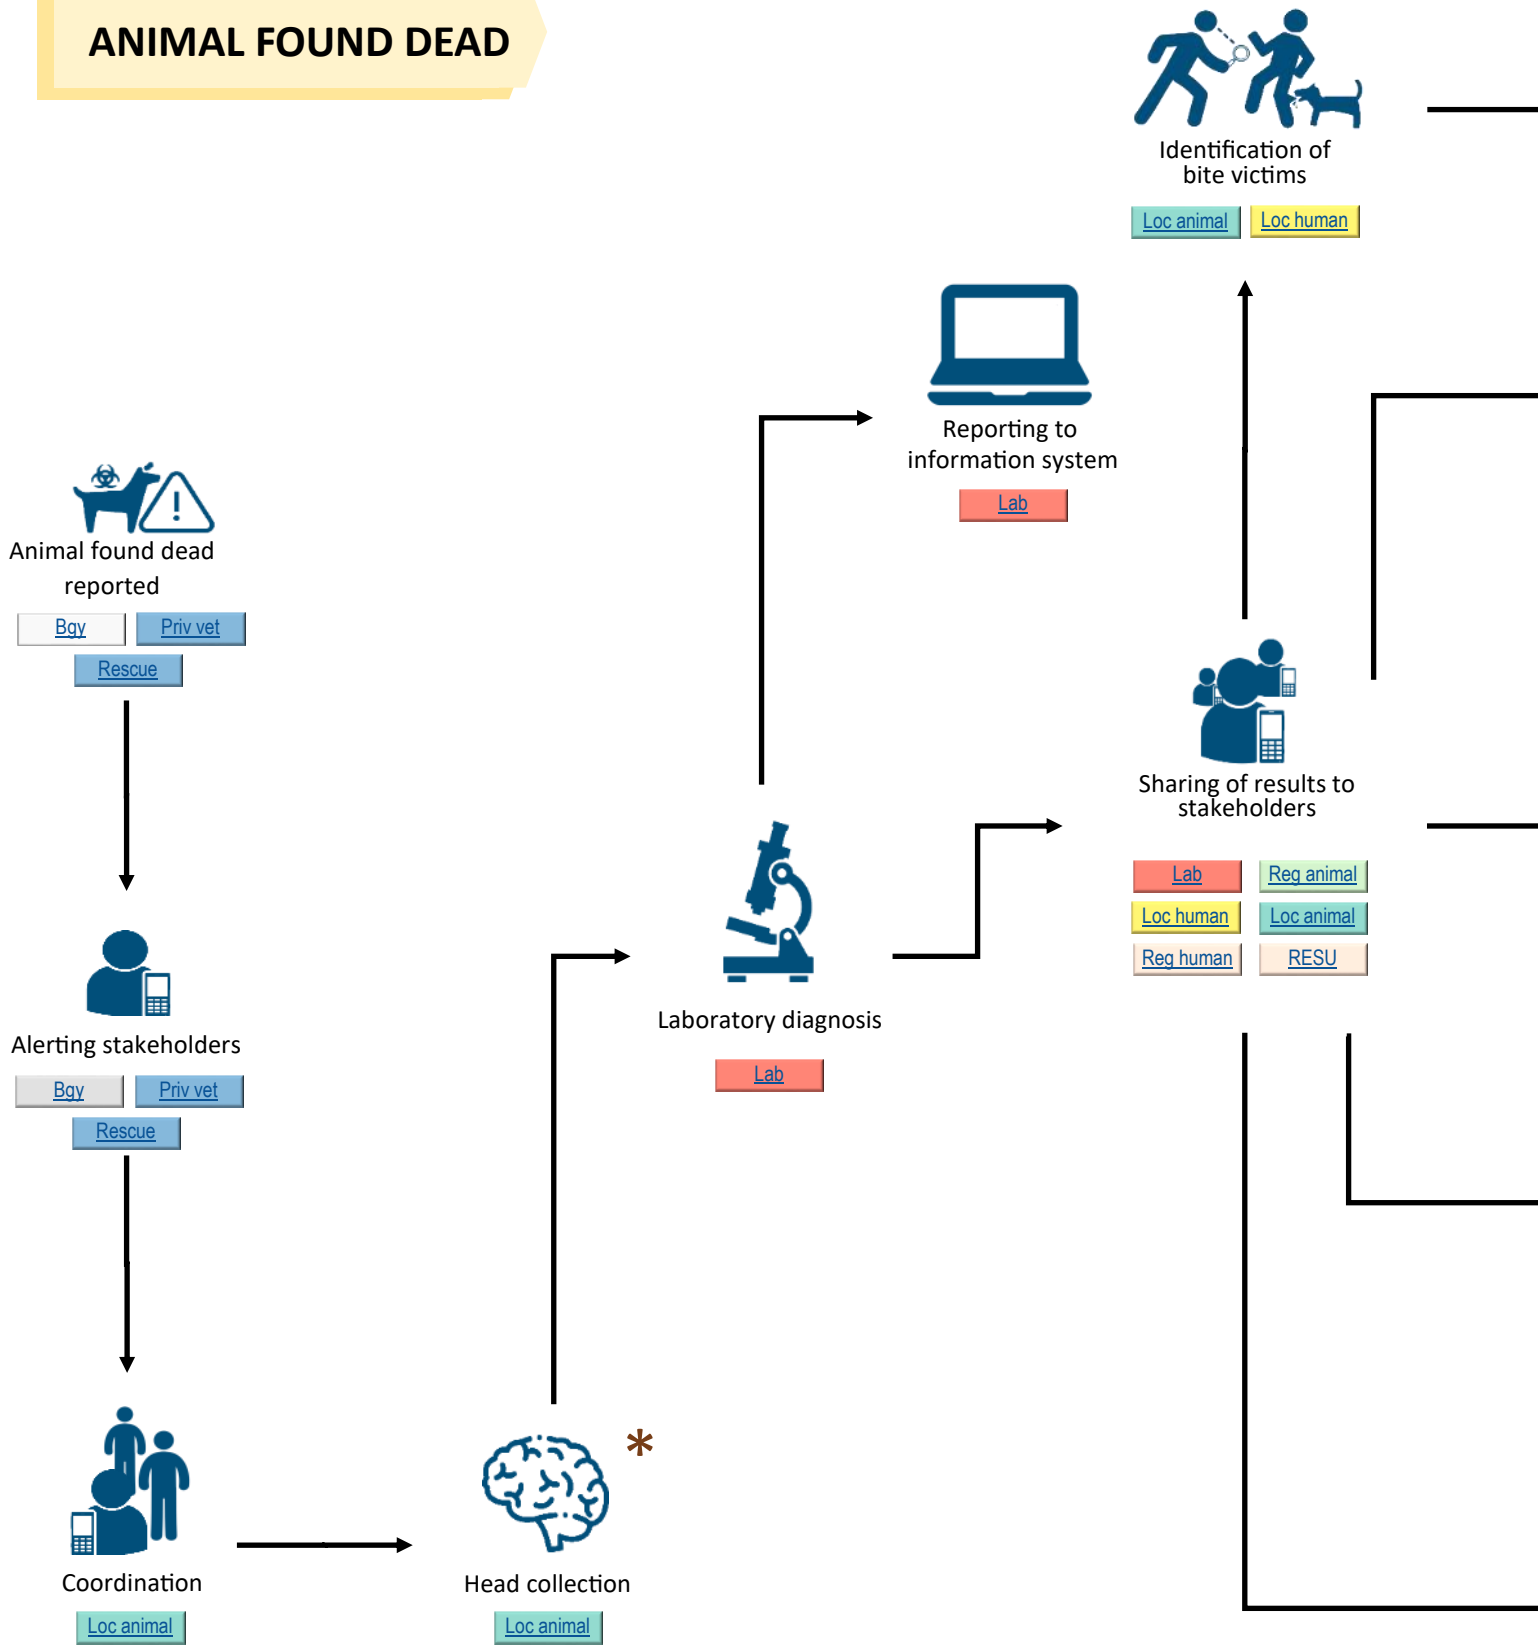 ANIMAL FOUND DEAD
Identification of
bite victims
Loc animal
Loc human
Reporting to
information system
Lab
Animal found dead
reported
Bgy
Priv vet
Rescue
Sharing of results to
stakeholders
Lab
Reg animal
Loc human
Loc animal
Reg human
RESU
Alerting stakeholders
Bgy
Priv vet
Rescue
Laboratory diagnosis
Lab
Coordination
Loc animal
*
Head collection
Loc animal